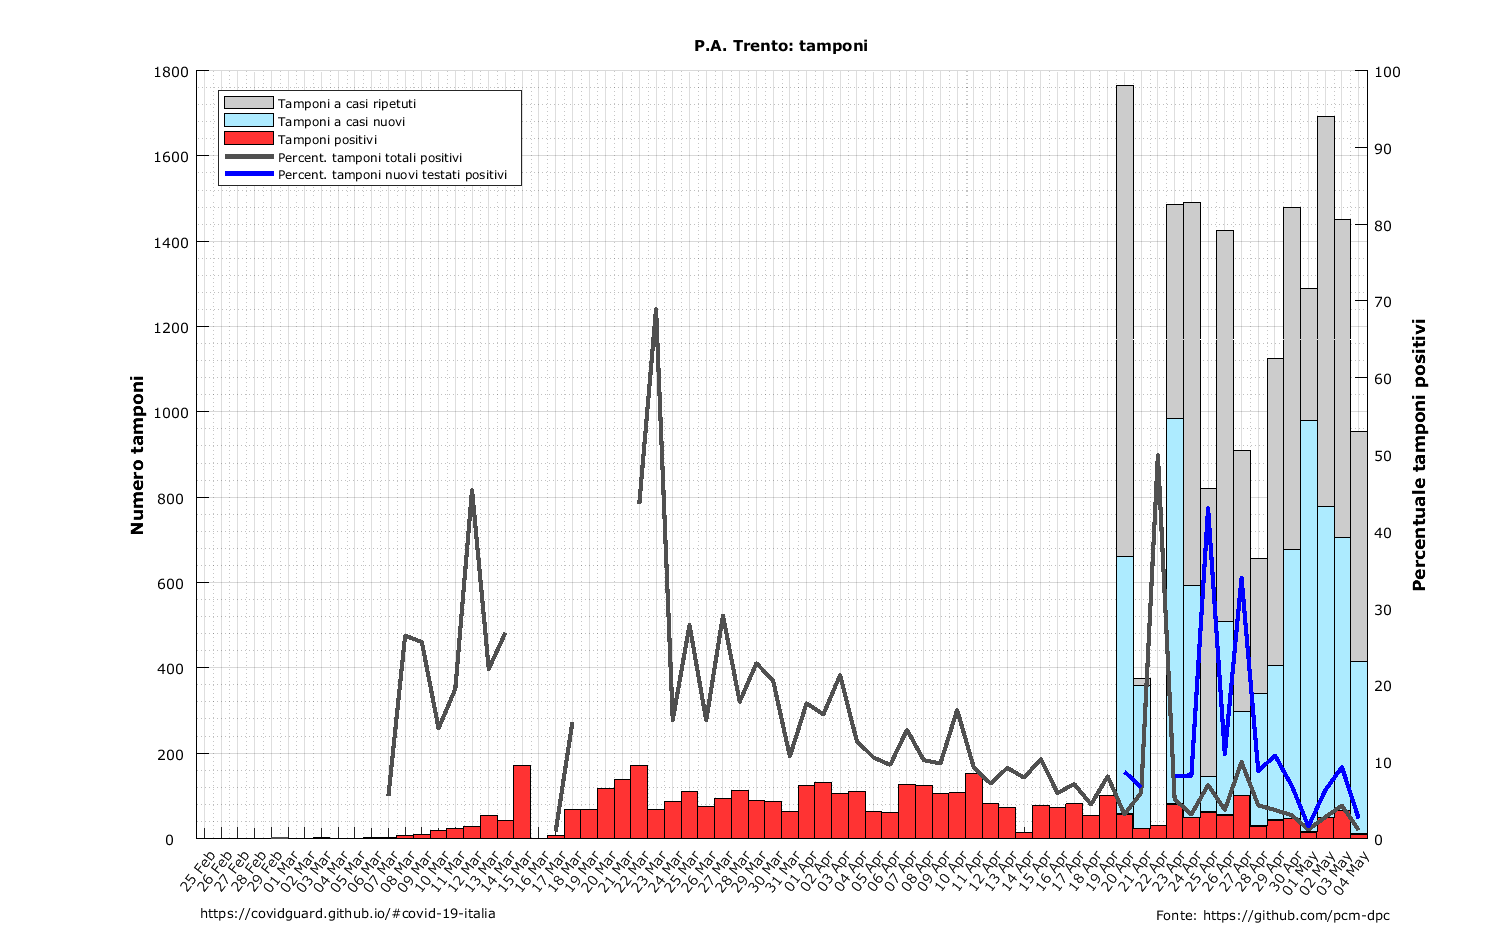 P.A. Trento: tamponi
1800
1600
1400
1200
1000
800
600
400
200
0
Numero tamponi
Tamponi a casi ripetuti
Tamponi a casi nuovi
Tamponi positivi
Percent. tamponi totali positivi
Percent. tamponi nuovi testati positivi
100
90
80
70
60
50
40
30
20
10
0
Percentuale tamponi positivi
25 Feb
26 Feb
27 Feb
28 Feb
29 Feb
01 Mar
02 Mar
03 Mar
04 Mar
05 Mar
06 Mar
07 Mar
08 Mar
09 Mar
10 Mar
11 Mar
12 Mar
13 Mar
14 Mar
15 Mar
16 Mar
17 Mar
18 Mar
19 Mar
20 Mar
21 Mar
22 Mar
23 Mar
24 Mar
25 Mar
26 Mar
27 Mar
28 Mar
29 Mar
30 Mar
31 Mar
01 Apr
02 Apr
03 Apr
04 Apr
05 Apr
06 Apr
07 Apr
08 Apr
09 Apr
10 Apr
11 Apr
12 Apr
13 Apr
14 Apr
15 Apr
16 Apr
17 Apr
18 Apr
19 Apr
20 Apr
21 Apr
22 Apr
23 Apr
24 Apr
25 Apr
26 Apr
27 Apr
28 Apr
29 Apr
30 Apr
01 May
02 May
03 May
04 May
https://covidguard.github.io/#covid-19-italia
Fonte: https://github.com/pcm-dpc